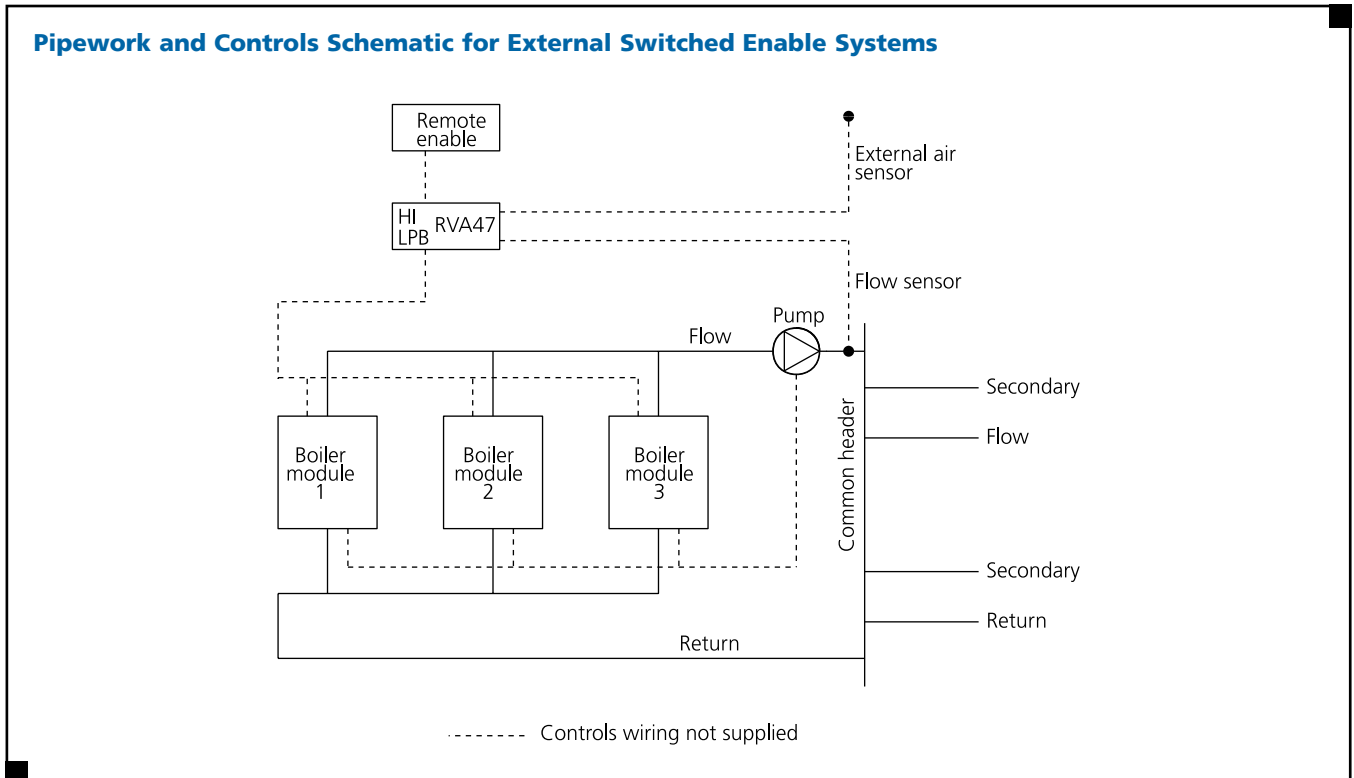 Pipework and Controls Schematic for External Switched Enable Systems
Remote
enable
External air
sensor
HI
LPB
RVA47
Flow sensor
Pump
Flow
Secondary
Flow
Common header
Boiler
module
1
Boiler
module
2
Boiler
module
3
Secondary
Return
Return
Controls wiring not supplied